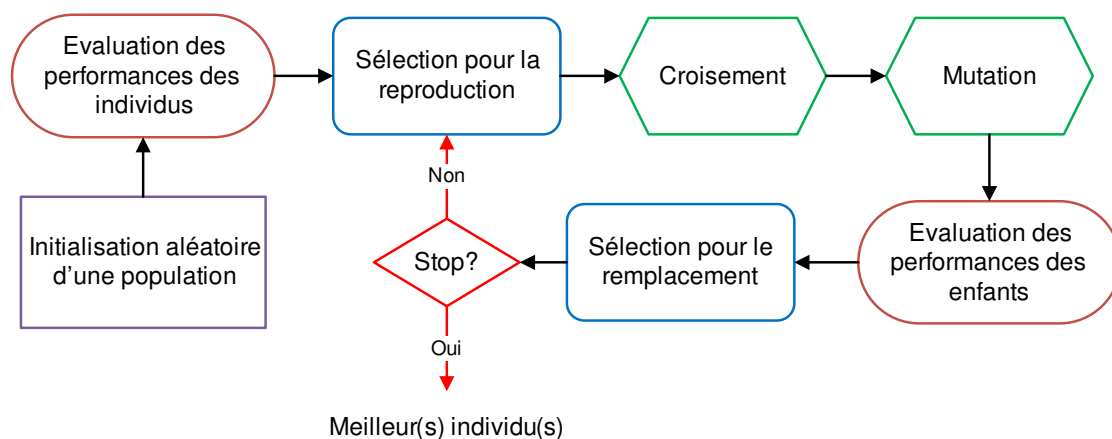 Evaluation des
performances des
individus
Sélection pour la
reproduction
Croisement
Mutation
Non
Initialisation aléatoire
d'une population
Stop?
Sélection pour le
remplacement
Evaluation des
performances des
enfants
Oui
Meilleur(s) individu(s)